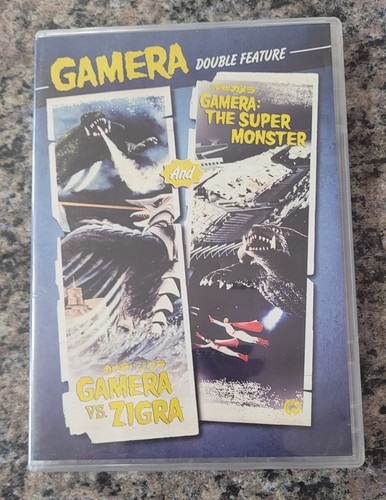 GAMERA DOUBLE FEATURE
GAMERA:
THE SUPER
MONSTER
And
GAMERA
VS. ZIGRA